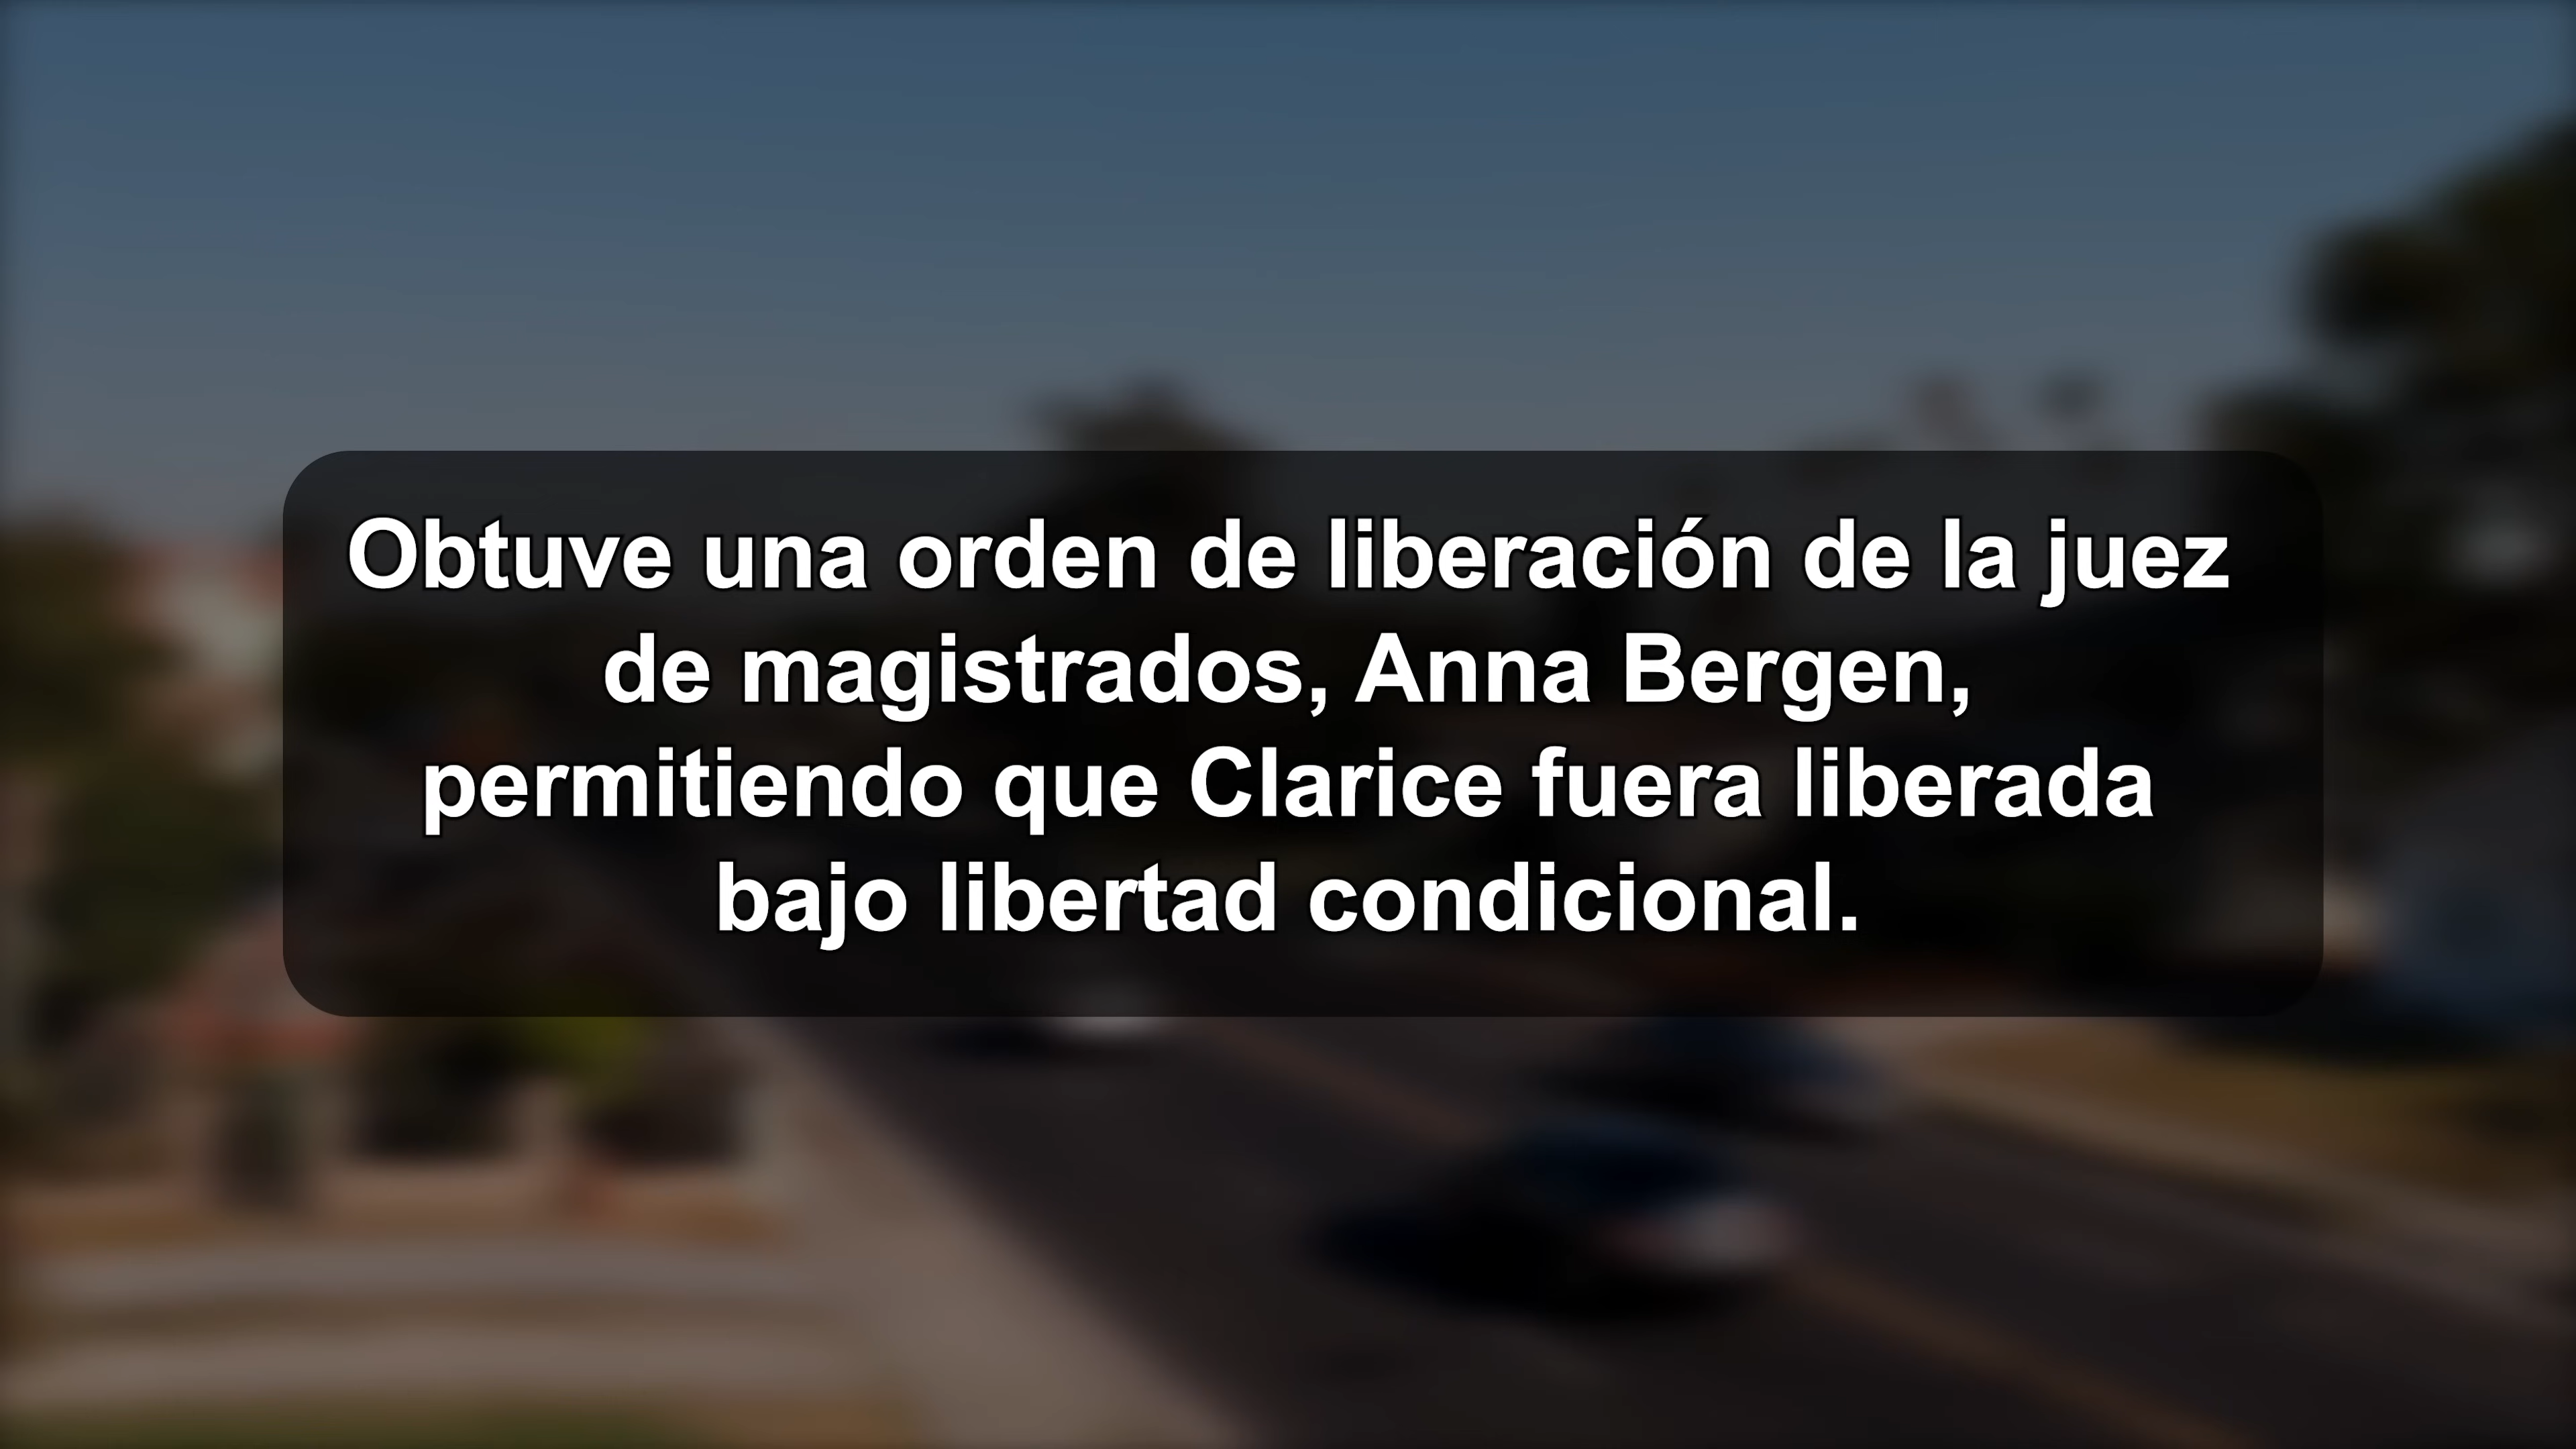 Obtuve una orden de liberación de la juez
de magistrados, Anna Bergen,
permitiendo que Clarice fuera liberada
bajo libertad condicional.